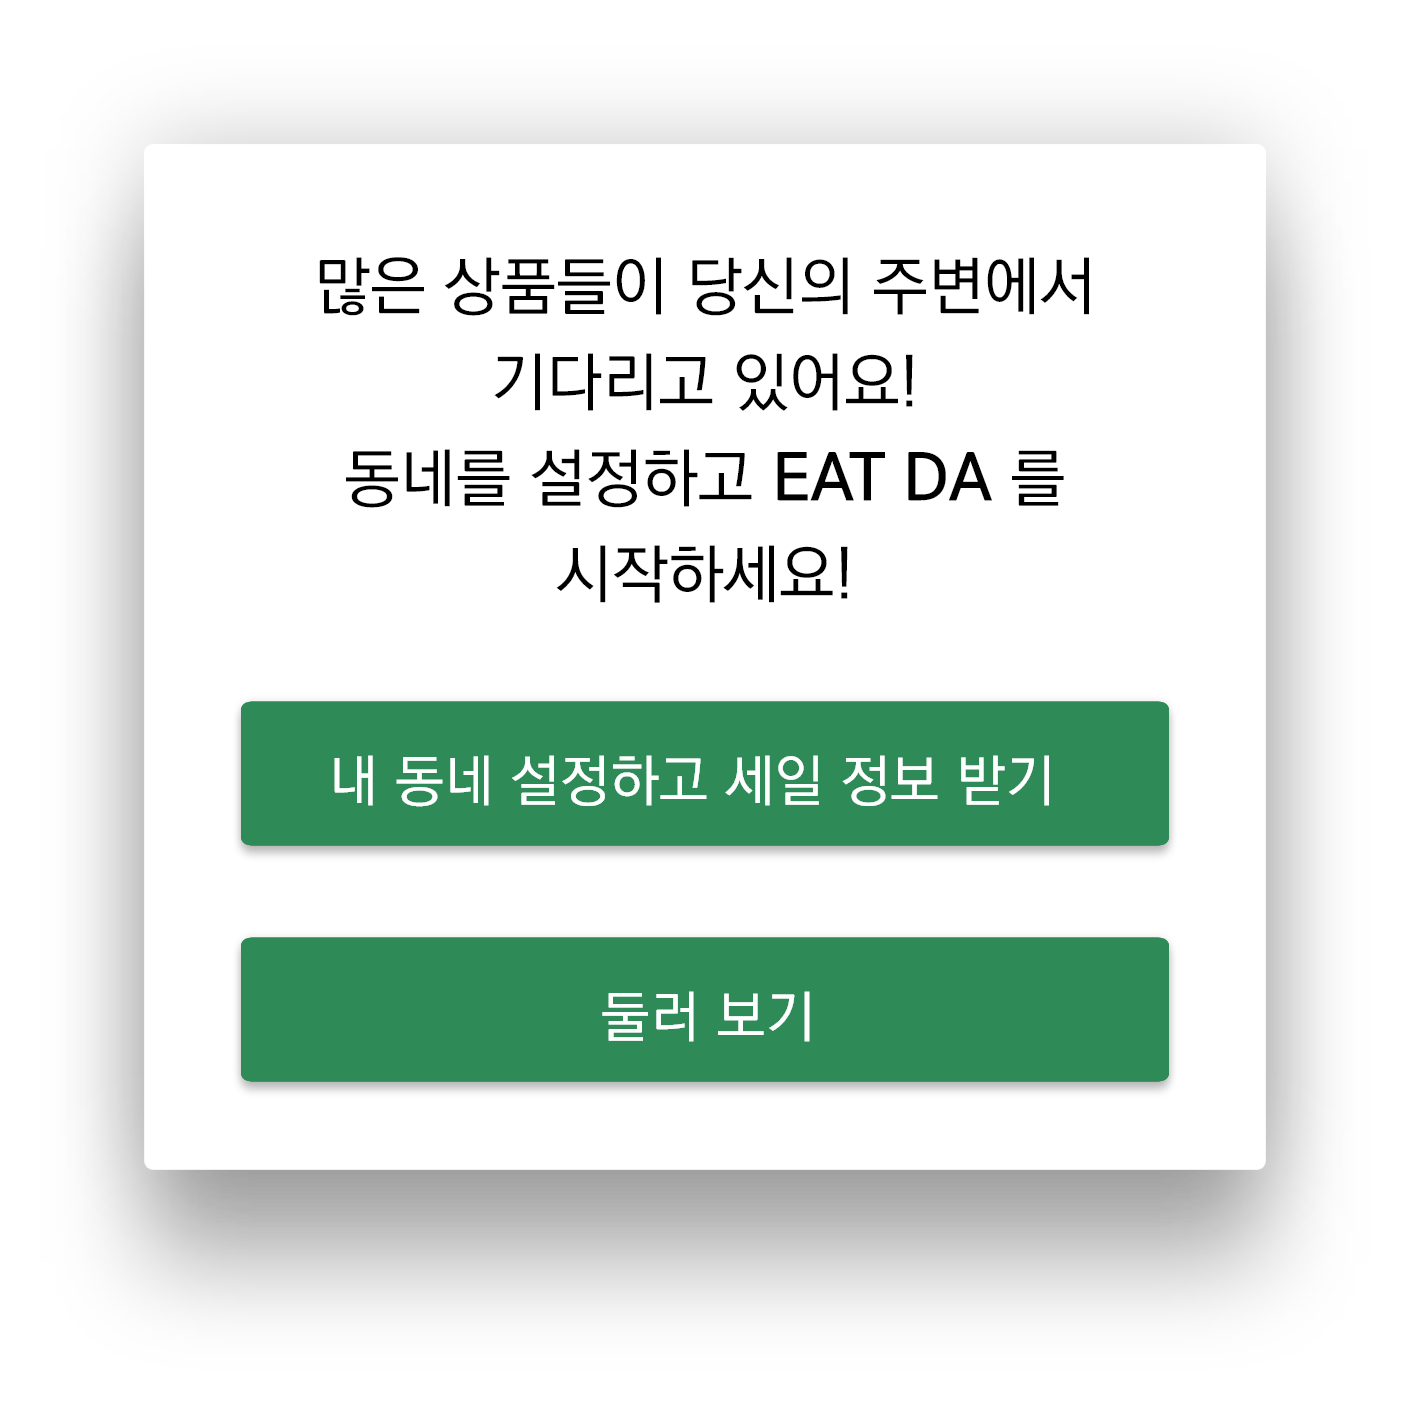 많은 상품들이 당신의 주변에서
기다리고 있어요!
동네를 설정하고 EAT DA 를
시작하세요!
내 동네 설정하고 세일 정보 받기
둘러 보기